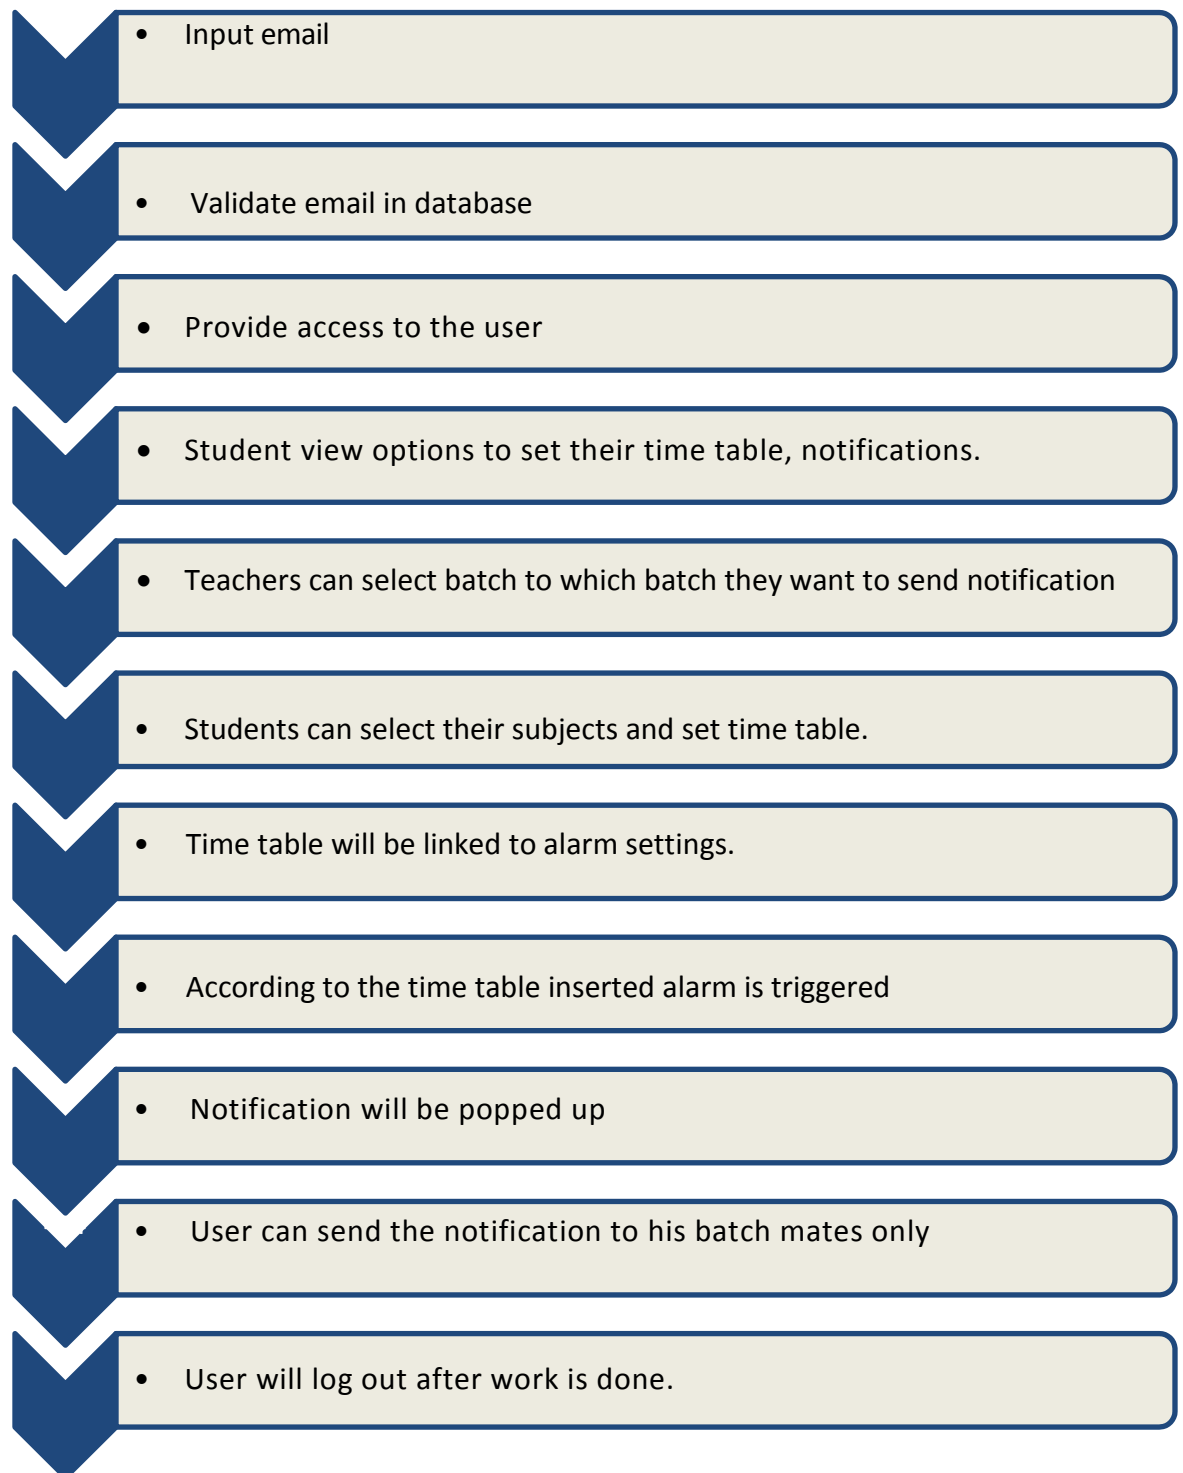 • Input email
• Validate email in database
• Provide access to the user
• Student view options to set their time table, notifications.
• Teachers can select batch to which batch they want to send notification
• Students can select their subjects and set time table.
• Time table will be linked to alarm settings.
• According to the time table inserted alarm is triggered
• Notification will be popped up
• User can send the notification to his batch mates only
• User will log out after work is done.